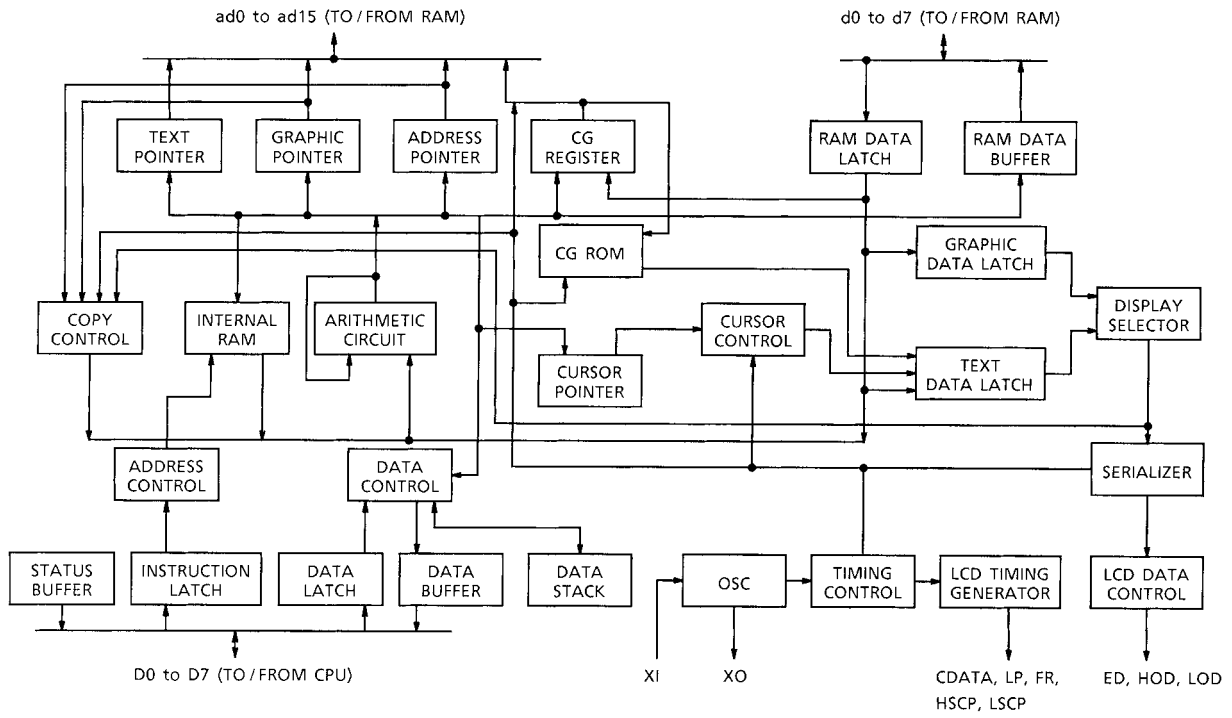 ad0 to ad15 (TO / FROM RAM)
d0 to d7 (TO / FROM RAM)
TEXT
POINTER
GRAPHIC
POINTER
ADDRESS
POINTER
CG
REGISTER
RAM DATA
LATCH
RAM DATA
BUFFER
CG ROM
GRAPHIC
DATA LATCH
COPY
CONTROL
INTERNAL
RAM
ARITHMETIC
CIRCUIT
CURSOR
CONTROL
DISPLAY
SELECTOR
CURSOR
POINTER
TEXT
DATA LATCH
ADDRESS
CONTROL
DATA
CONTROL
SERIALIZER
STATUS
BUFFER
INSTRUCTION
LATCH
DATA
LATCH
DATA
BUFFER
DATA
STACK
OSC
TIMING
CONTROL
LCD TIMING
GENERATOR
LCD DATA
CONTROL
D0 to D7 (TO / FROM CPU)
XI
XO
CDATA, LP, FR,
HSCP, LSCP
ED, HOD, LOD